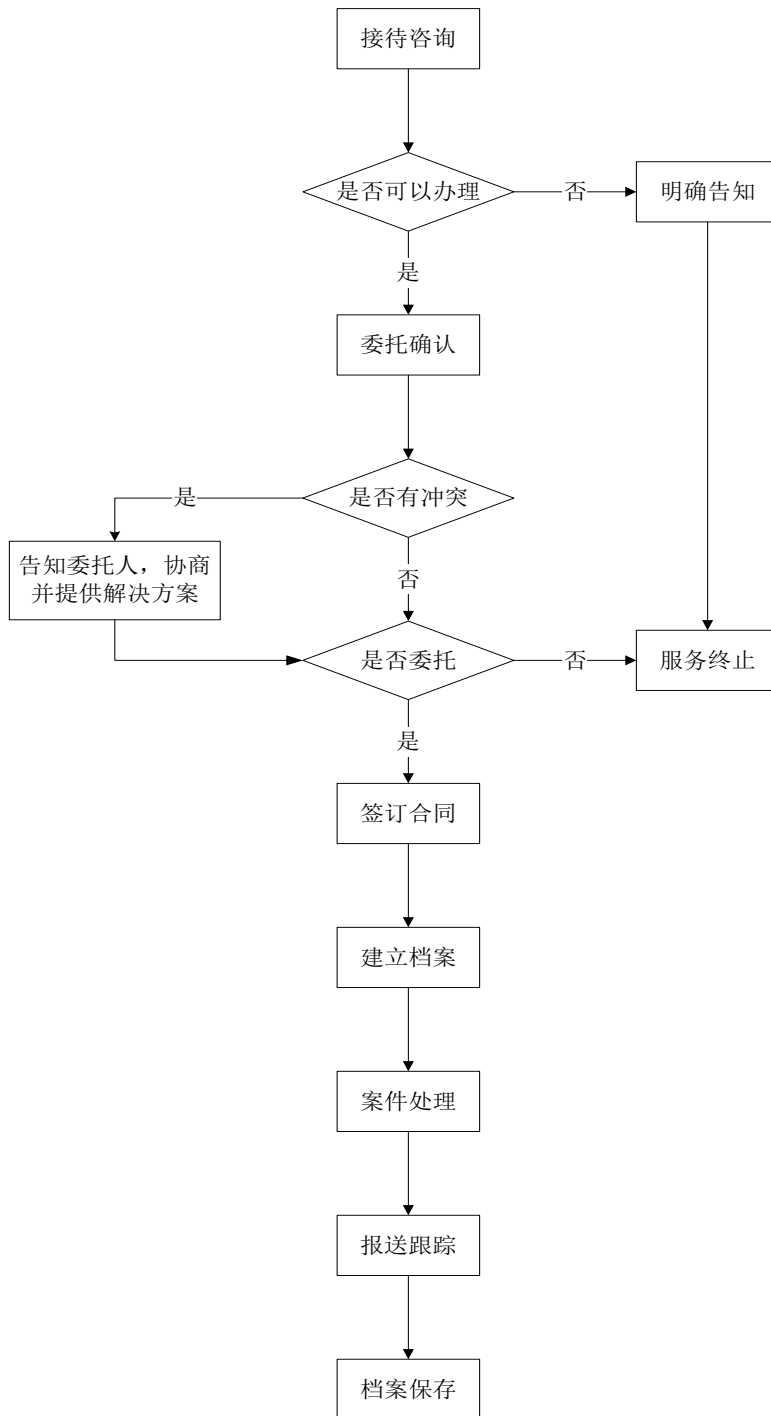 接待咨询
是否可以办理
否
明确告知
是
委托确认
是
是否有冲突
告知委托人，协商
并提供解决方案
否
是否委托
否
服务终止
是
签订合同
建立档案
案件处理
报送跟踪
档案保存